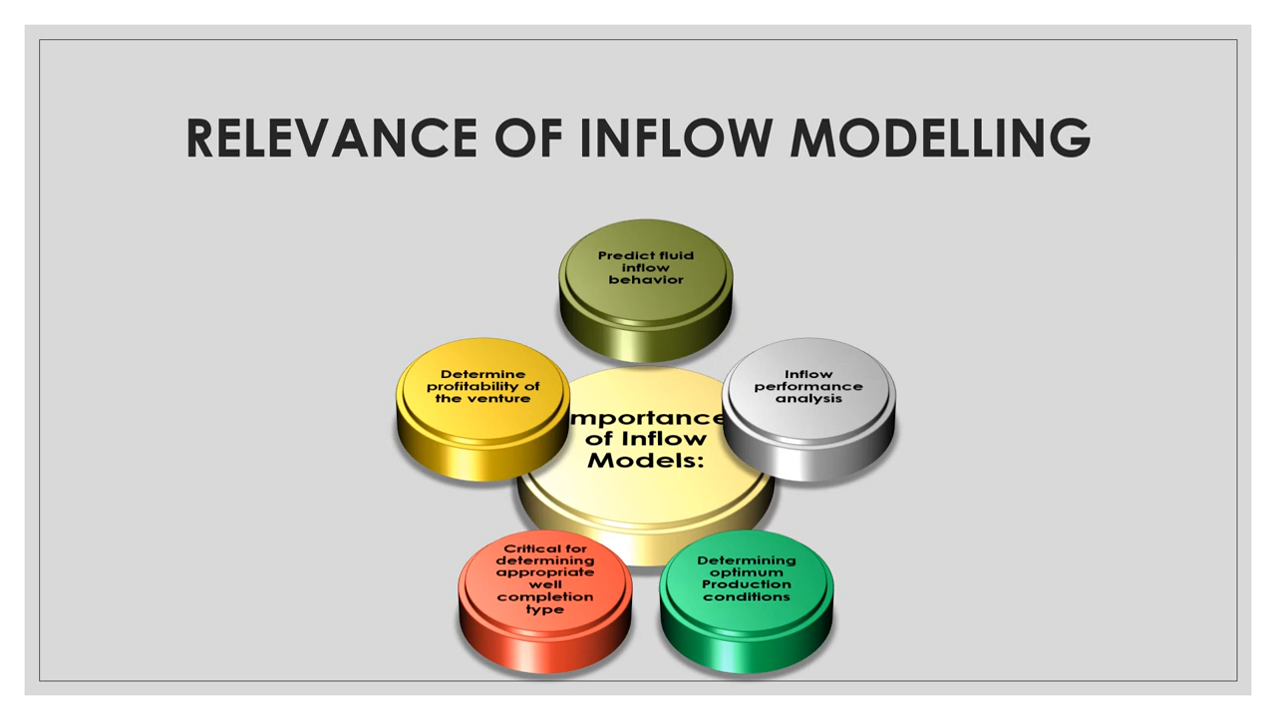 RELEVANCE OF INFLOW MODELLING
Predict fluid
inflow
behavior
Determine
profitability of
the venture
Inflow
performance
analysis
mportance
of Inflow
Models:
Critical for
determining
appropriate
well
completion
type
Determining
optimum
Production
conditions